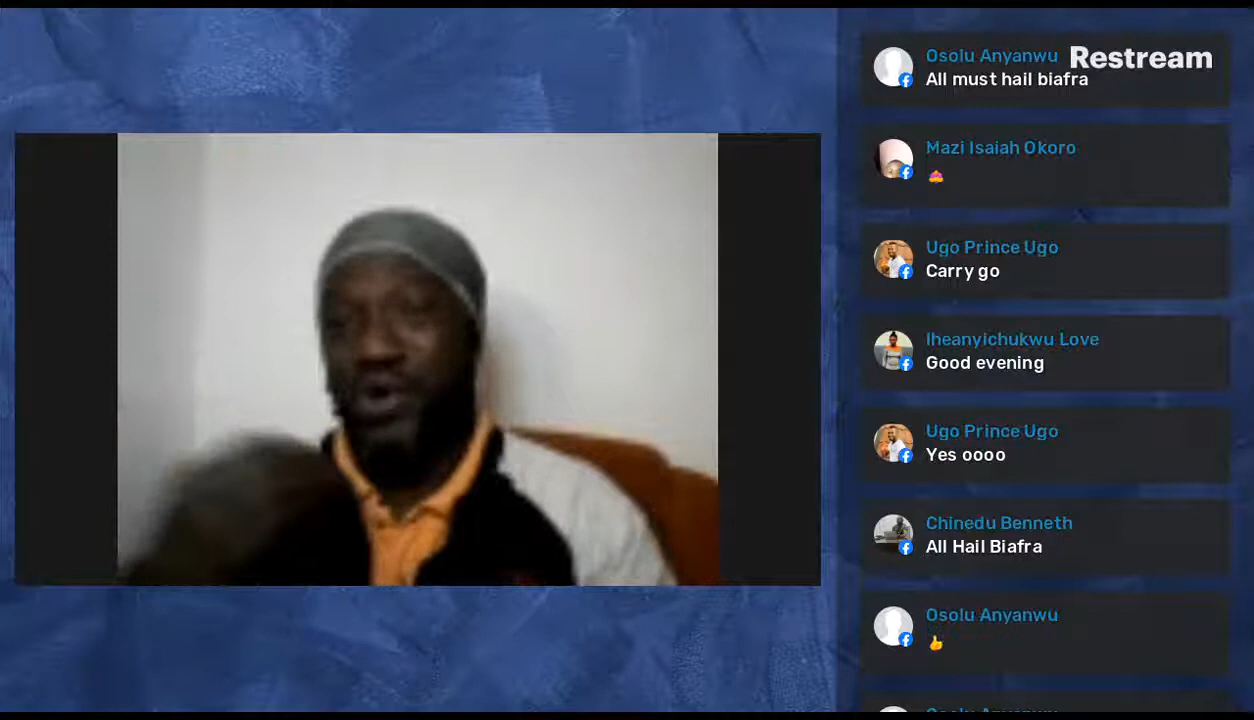 Restream
Osolu Anyanwu
All must hail biafra
Mazi Isaiah Okoro
Ugo Prince Ugo
Carry go
Iheanyichukwu Love
Good evening
Ugo Prince Ugo
Yes oooo
Chinedu Benneth
All Hail Biafra
Osolu Anyanwu